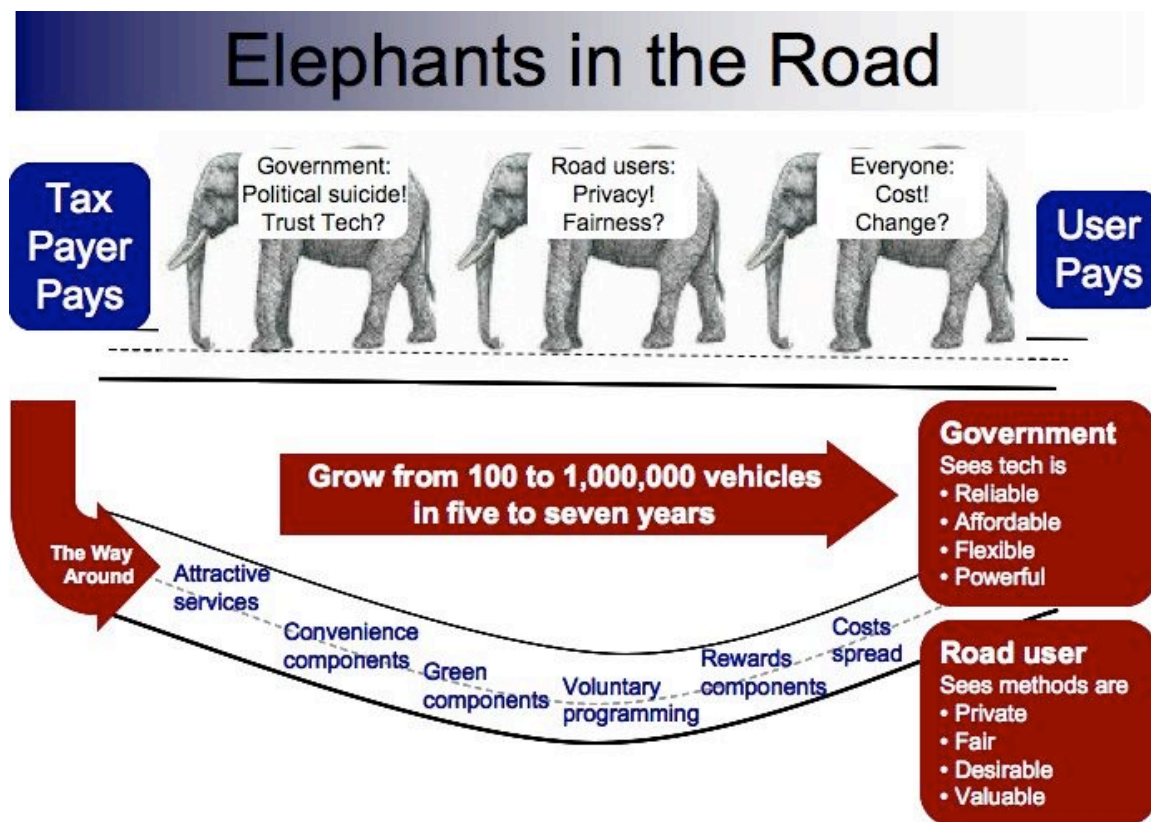 Elephants in the Road
Tax
Payer
Pays
Government:
Political suicide!
Trust Tech?
Road users:
Privacy!
Fairness?
Everyone:
Cost!
Change?
User
Pays
The Way
Around
Grow from 100 to 1,000,000 vehicles
in five to seven years
Attractive
services
Convenience
components
Green
components
Voluntary
programming
Rewards
components
Costs
spread
Government
Sees tech is
• Reliable
• Affordable
• Flexible
• Powerful
Road user
Sees methods are
• Private
• Fair
• Desirable
• Valuable